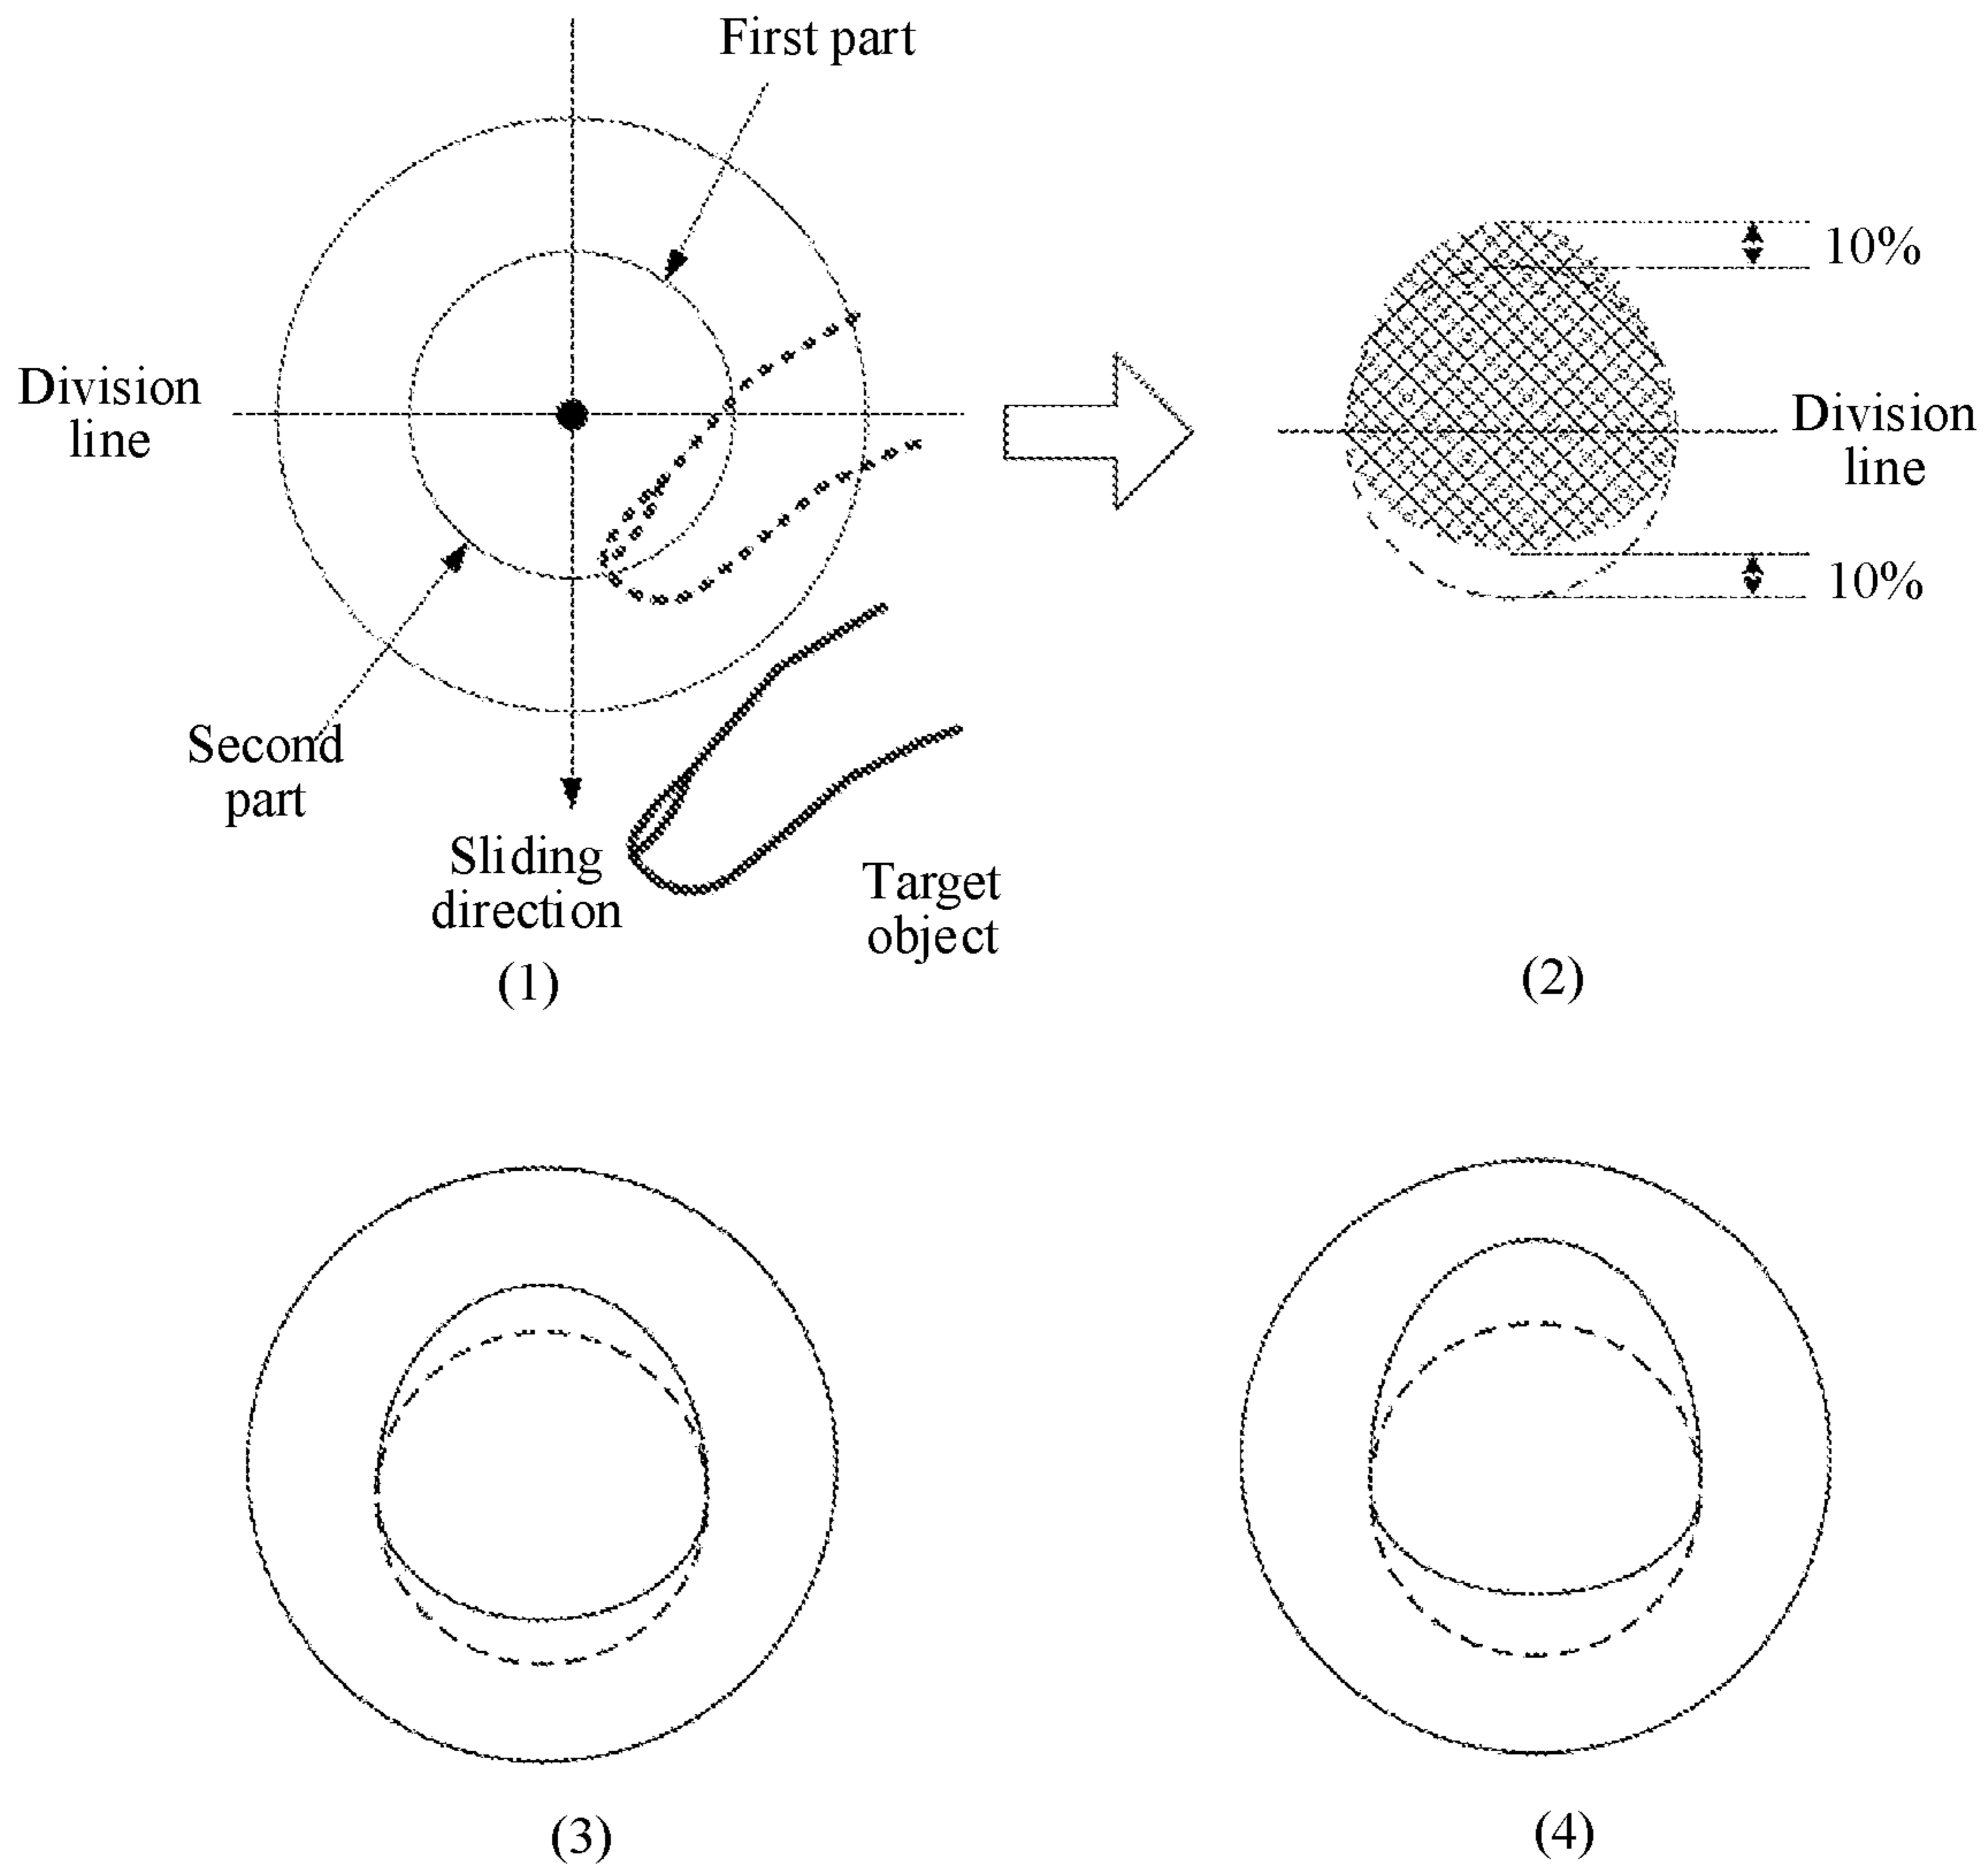 First part
Division
line
Second
part
Sliding
direction
Target
object
(1)
10%
Division
line
10%
(2)
(3)
(4)